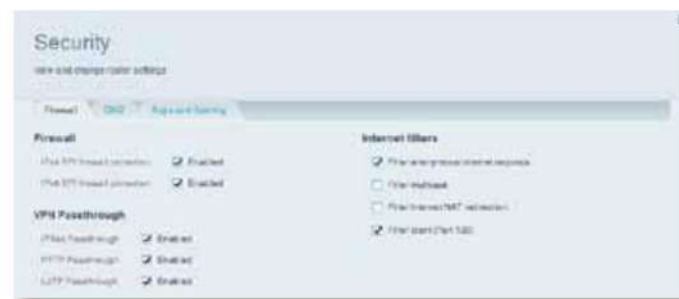 Security
View and change router settings
Firewall DMZ Apps and Gaming
Firewall
IPv4 SPI firewall protection Enabled
IPv6 SPI firewall protection Enabled
VPN Passthrough
IPSec Passthrough Enabled
PPTP Passthrough Enabled
L2TP Passthrough Enabled
Internet filters
Filter anonymous Internet requests
Filter multicast
Filter Internet NAT redirection
Filter ident (Port 113)